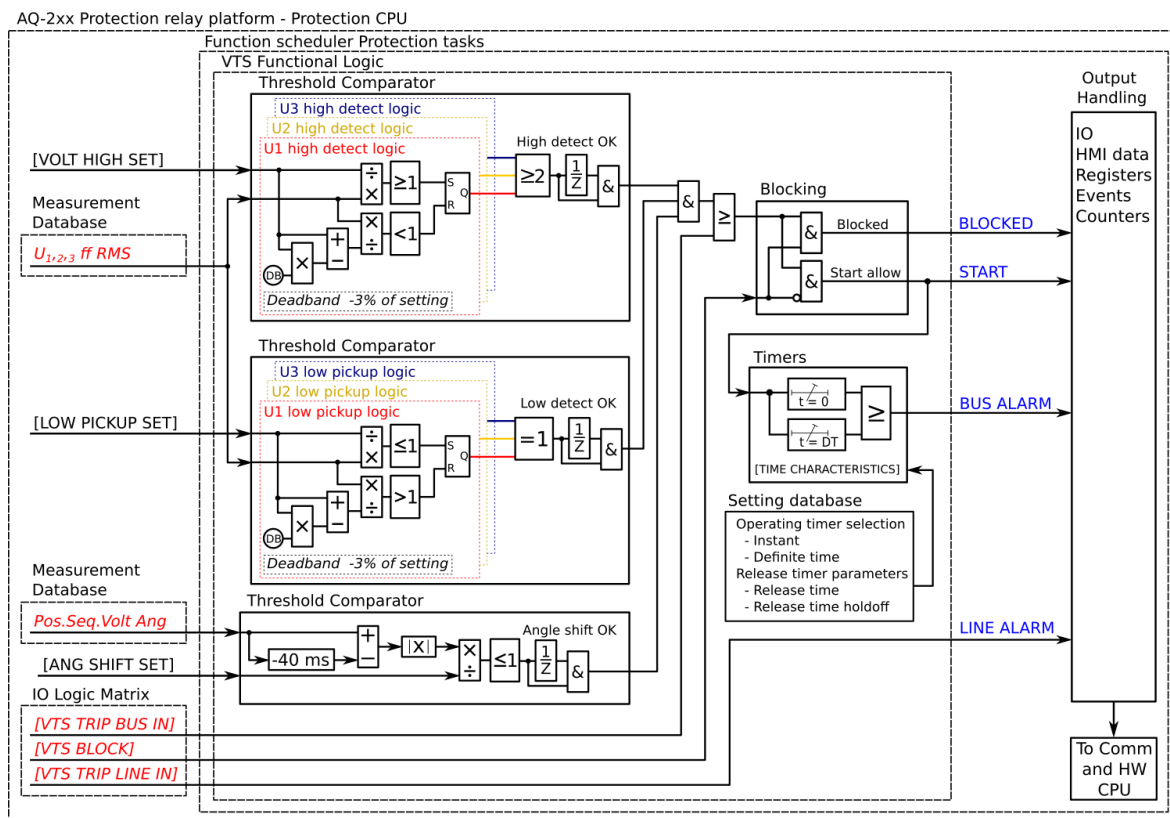 AQ-2xx Protection relay platform - Protection CPU
Function scheduler Protection tasks
VTS Functional Logic
Threshold Comparator
U3 high detect logic
U2 high detect logic
U1 high detect logic
High detect OK
[VOLT HIGH SET]
÷
×
≥1
S
Q
R
≥2
1
Z
&
Measurement
Database
U1,2,3 ff RMS
×
÷
<1
+
−
×
DB
Deadband -3% of setting
&
≥
Blocking
&
Blocked
&
Start allow
BLOCKED
START
Output
Handling
IO
HMI data
Registers
Events
Counters
Threshold Comparator
U3 low pickup logic
U2 low pickup logic
U1 low pickup logic
Low detect OK
[LOW PICKUP SET]
÷
×
≤1
S
Q
R
=1
1
Z
&
×
÷
>1
+
−
×
DB
Deadband -3% of setting
Timers
t = 0
t = DT
≥
[TIME CHARACTERISTICS]
BUS ALARM
Setting database
Operating timer selection
- Instant
- Definite time
Release timer parameters
- Release time
- Release time holdoff
Measurement
Database
Pos.Seq.Volt Ang
[ANG SHIFT SET]
Threshold Comparator
Angle shift OK
-40 ms
+
−
|X|
×
÷
≤1
1
Z
&
LINE ALARM
IO Logic Matrix
[VTS TRIP BUS IN]
[VTS BLOCK]
[VTS TRIP LINE IN]
To Comm
and HW
CPU